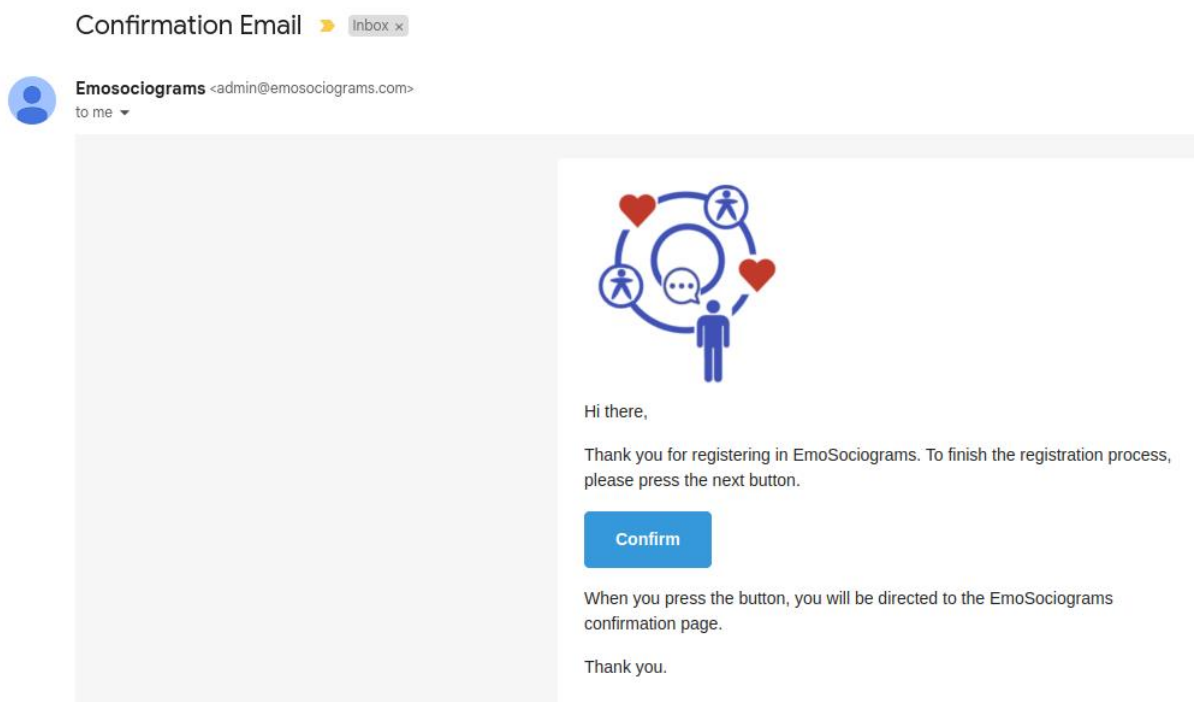 Confirmation Email
Inbox ×
Emosociograms <admin@emosociograms.com>
to me
Hi there,
Thank you for registering in EmoSociograms. To finish the registration process,
please press the next button.
Confirm
When you press the button, you will be directed to the EmoSociograms
confirmation page.
Thank you.